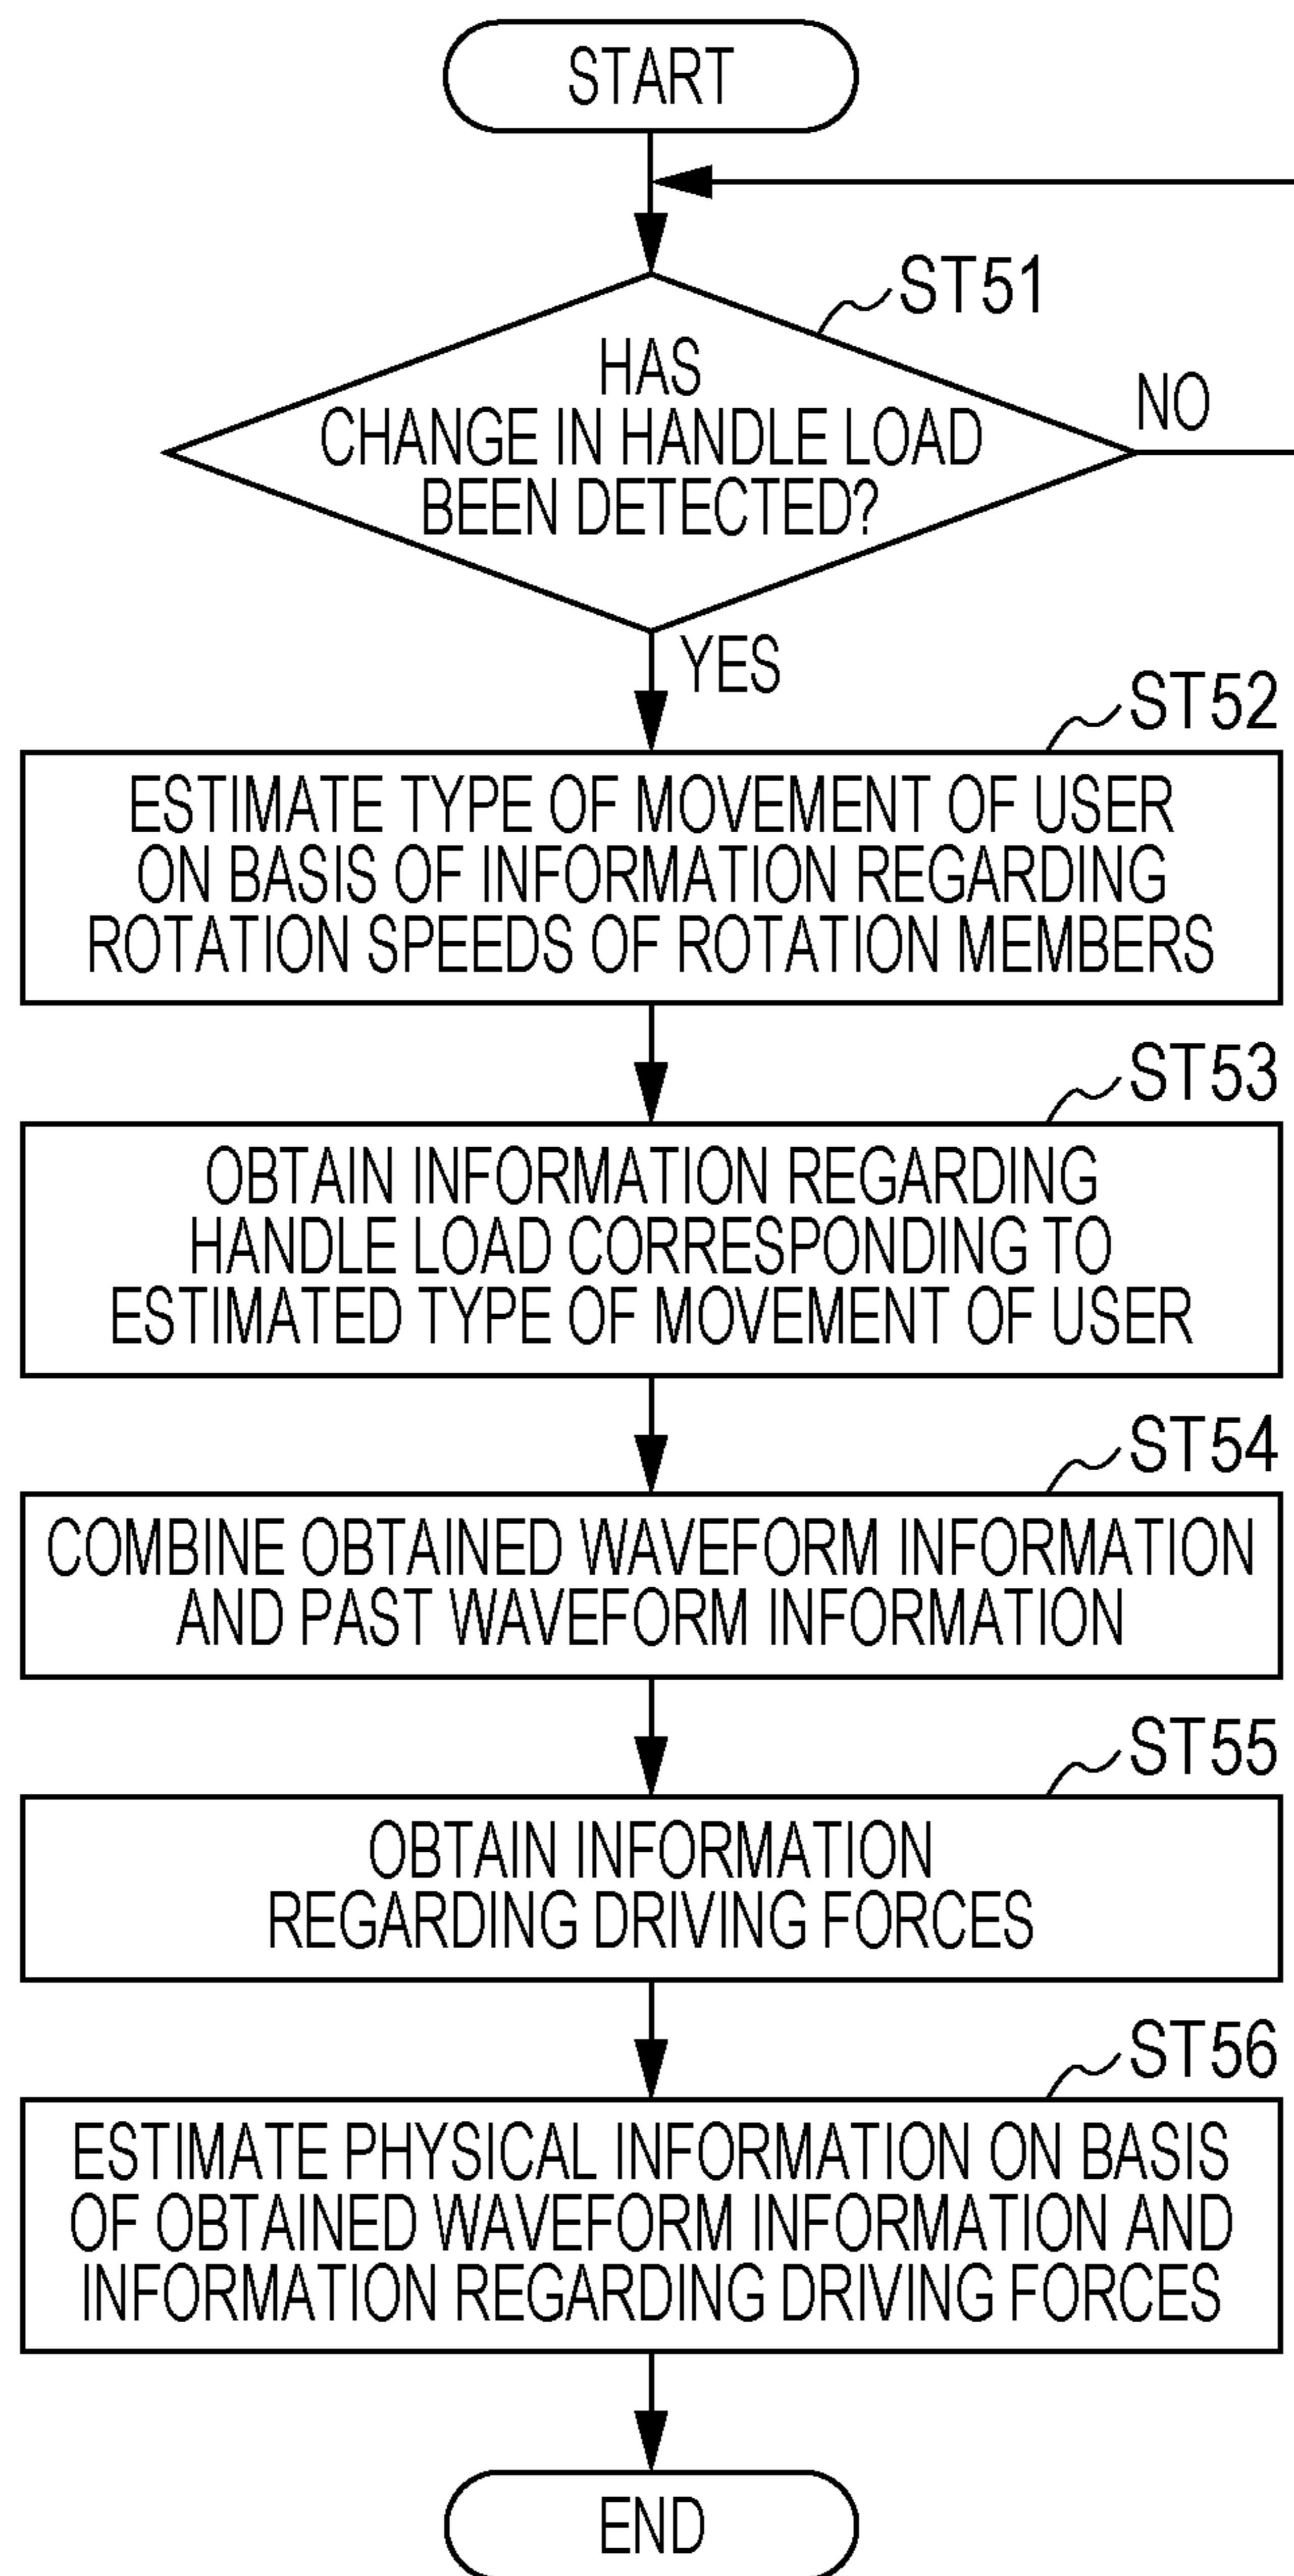 START
ST51
HAS
CHANGE IN HANDLE LOAD
BEEN DETECTED?
NO
YES
ST52
ESTIMATE TYPE OF MOVEMENT OF USER
ON BASIS OF INFORMATION REGARDING
ROTATION SPEEDS OF ROTATION MEMBERS
ST53
OBTAIN INFORMATION REGARDING
HANDLE LOAD CORRESPONDING TO
ESTIMATED TYPE OF MOVEMENT OF USER
ST54
COMBINE OBTAINED WAVEFORM INFORMATION
AND PAST WAVEFORM INFORMATION
ST55
OBTAIN INFORMATION
REGARDING DRIVING FORCES
ST56
ESTIMATE PHYSICAL INFORMATION ON BASIS
OF OBTAINED WAVEFORM INFORMATION AND
INFORMATION REGARDING DRIVING FORCES
END